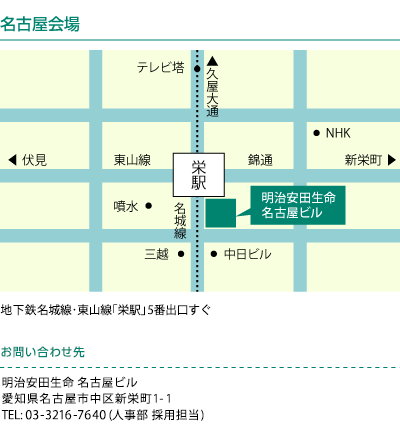 名古屋会場
テレビ塔
久屋大通
NHK
伏見
東山線
栄駅
錦通
新栄町
噴水
名城線
明治安田生命
名古屋ビル
三越
中日ビル
地下鉄名城線・東山線「栄駅」5番出口すぐ
お問い合わせ先
明治安田生命 名古屋ビル
愛知県名古屋市中区新栄町1-1
TEL: 03-3216-7640 (人事部 採用担当)